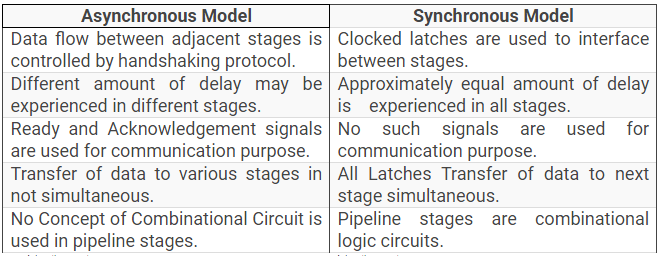 Asynchronous Model
Synchronous Model
Data flow between adjacent stages is
controlled by handshaking protocol.
Clocked latches are used to interface
between stages.
Different amount of delay may be
experienced in different stages.
Approximately equal amount of delay
is experienced in all stages.
Ready and Acknowledgement signals
are used for communication purpose.
No such signals are used for
communication purpose.
Transfer of data to various stages in
not simultaneous.
All Latches Transfer of data to next
stage simultaneous.
No Concept of Combinational Circuit is
used in pipeline stages.
Pipeline stages are combinational
logic circuits.